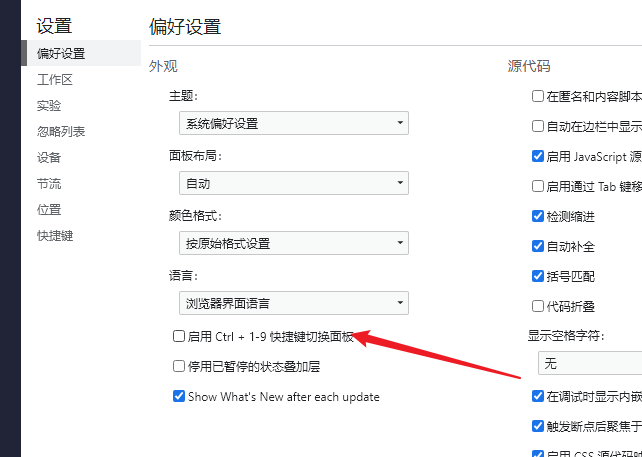 设置
偏好设置
工作区
实验
忽略列表
设备
节流
位置
快捷键
偏好设置
外观
主题:
系统偏好设置
面板布局:
自动
颜色格式:
按原始格式设置
语言:
浏览器界面语言
启用 Ctrl + 1-9 快捷键切换面板
停用已暂停的状态叠加层
Show What's New after each update
源代码
在匿名和内容脚本
自动在边栏中显示
启用 JavaScript 源
启用通过 Tab 键移
检测缩进
自动补全
括号匹配
代码折叠
显示空格字符:
无
在调试时显示内嵌
触发断点后聚焦于
启用 CSS 源代码映